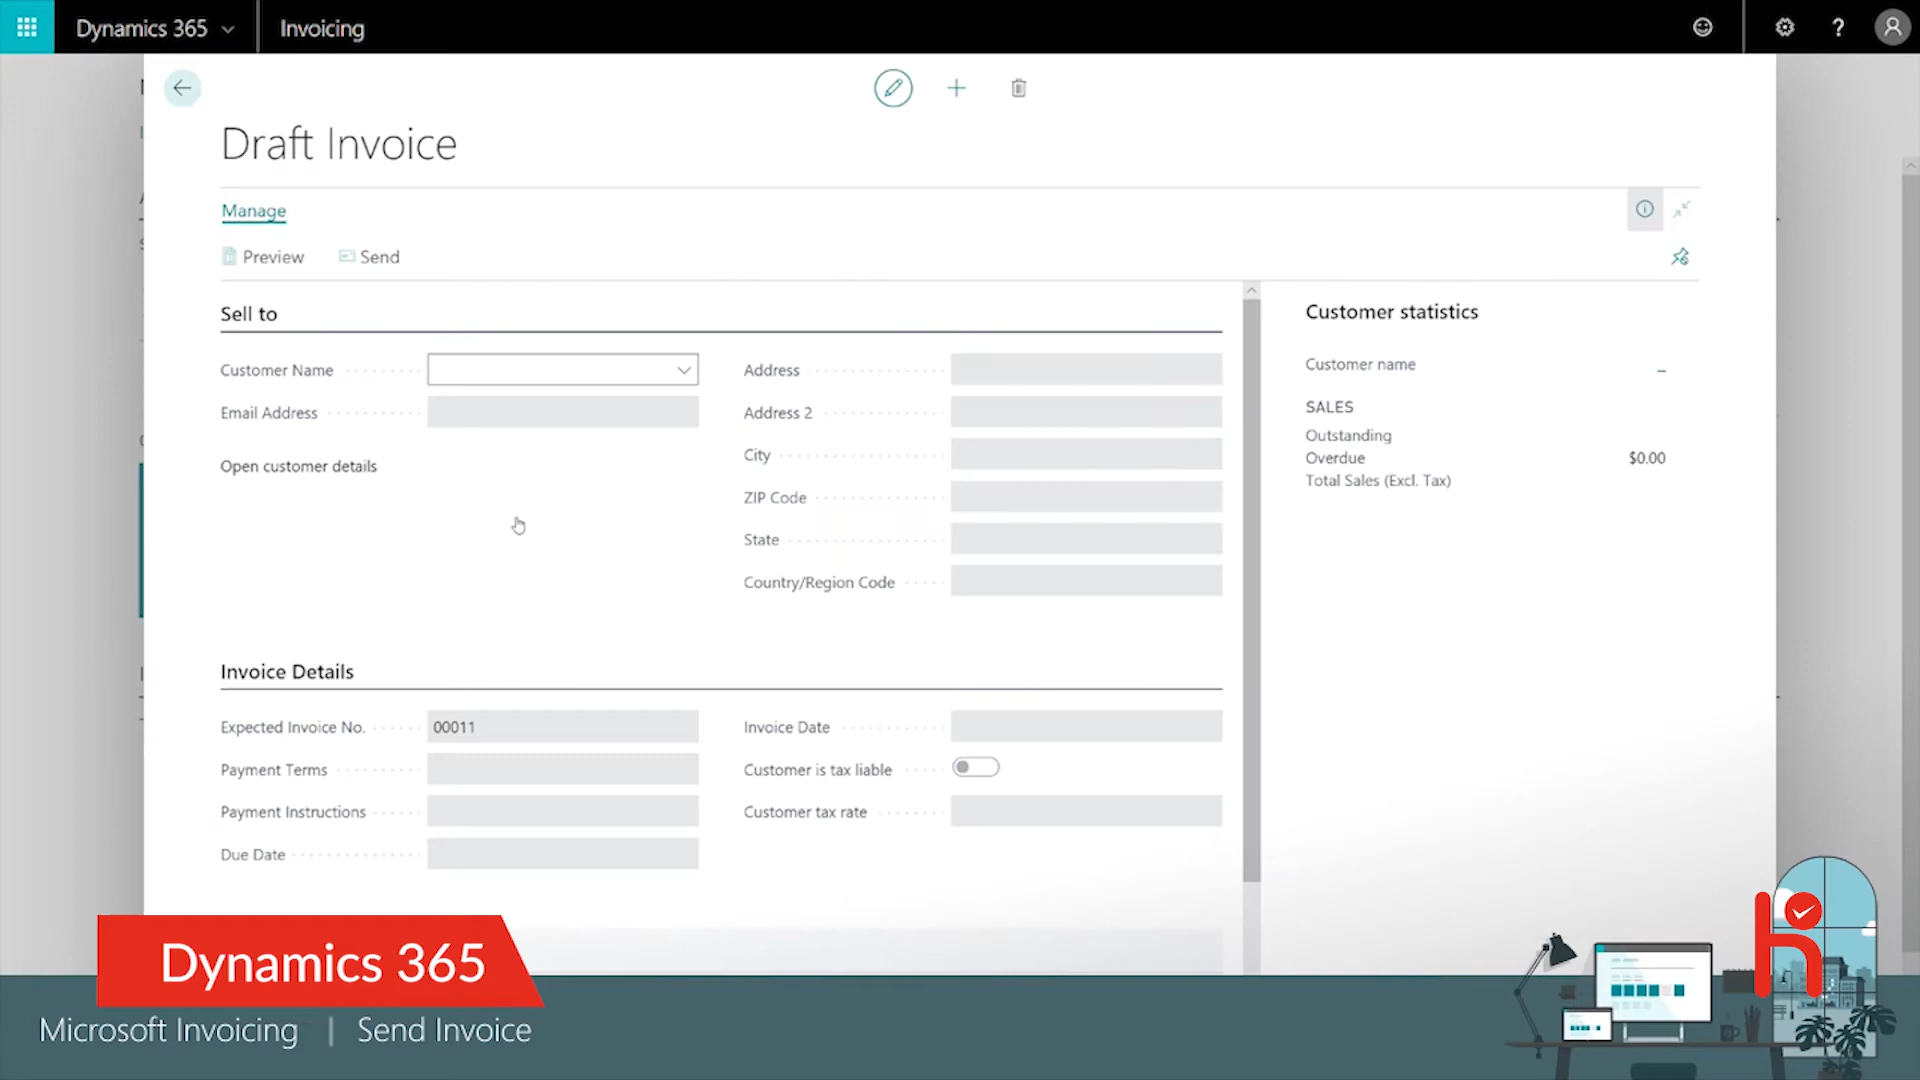 Dynamics 365
Invoicing
?
Draft Invoice
Manage
Preview
Send
Sell to
Customer Name
Email Address
Open customer details
Address
Address 2
City
ZIP Code
State
Country/Region Code
Customer statistics
Customer name
_
SALES
Outstanding
Overdue $0.00
Total Sales (Excl. Tax)
Invoice Details
Expected Invoice No. 00011
Payment Terms
Payment Instructions
Due Date
Invoice Date
Customer is tax liable
Customer tax rate
Dynamics 365
Microsoft Invoicing | Send Invoice